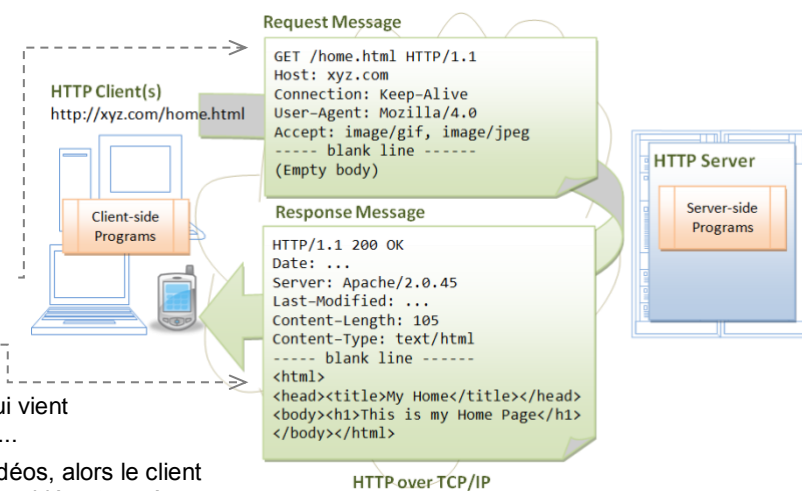 Request Message
GET /home.html HTTP/1.1
Host: xyz.com
Connection: Keep-Alive
User-Agent: Mozilla/4.0
Accept: image/gif, image/jpeg
----- blank line ------
(Empty body)
HTTP Client(s)
http://xyz.com/home.html
Client-side
Programs
HTTP Server
Server-side
Programs
Response Message
HTTP/1.1 200 OK
Date: ...
Server: Apache/2.0.45
Last-Modified: ...
Content-Length: 105
Content-Type: text/html
----- blank line ------
<html>
<head><title>My Home</title></head>
<body><h1>This is my Home Page</h1>
</body></html>
HTTP over TCP/IP
ui vient
...
déos, alors le client